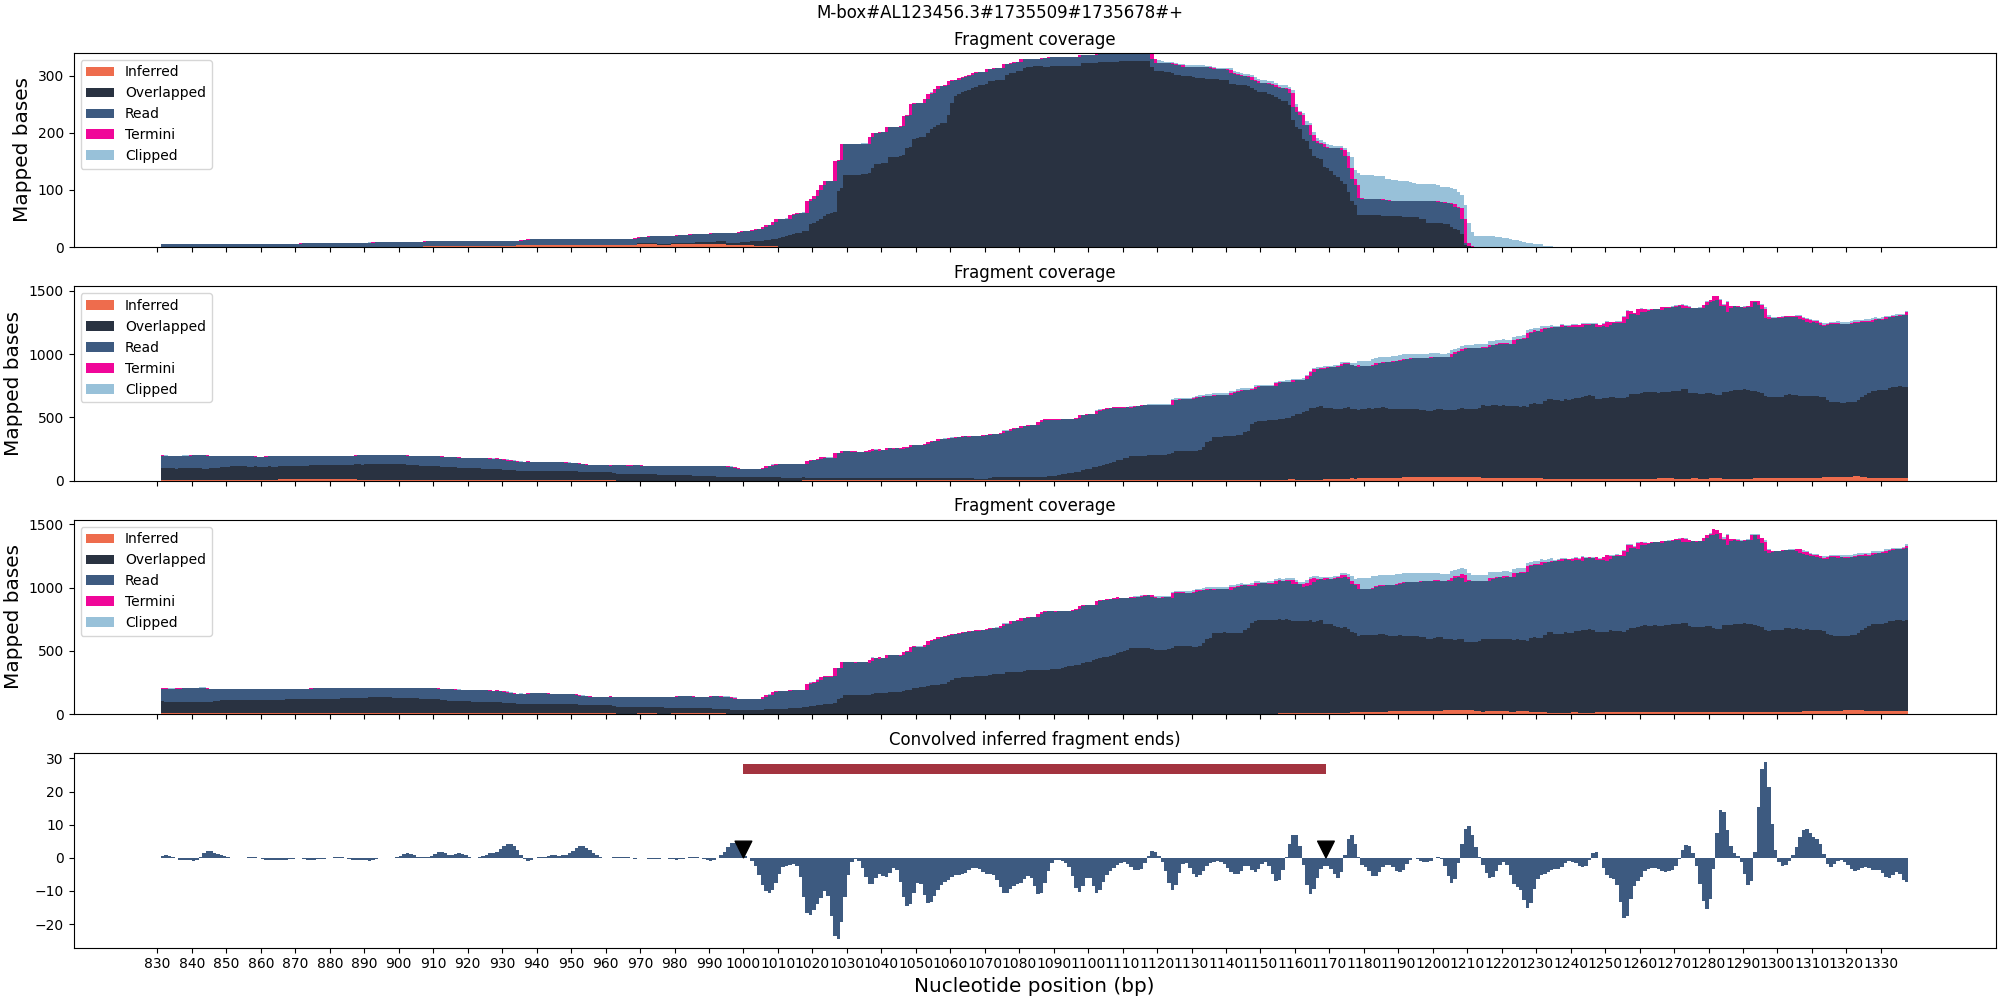 M-box#AL123456.3#1735509#1735678#+
Fragment coverage
Mapped bases
300
200
100
0
Inferred
Overlapped
Read
Termini
Clipped
Fragment coverage
Mapped bases
1500
1000
500
0
Inferred
Overlapped
Read
Termini
Clipped
Fragment coverage
Mapped bases
1500
1000
500
0
Inferred
Overlapped
Read
Termini
Clipped
Convolved inferred fragment ends)
30
20
10
0
−10
−20
830 840 850 860 870 880 890 900 910 920 930 940 950 960 970 980 990 1000 1010 1020 1030 1040 1050 1060 1070 1080 1090 1100 1110 1120 1130 1140 1150 1160 1170 1180 1190 1200 1210 1220 1230 1240 1250 1260 1270 1280 1290 1300 1310 1320 1330
Nucleotide position (bp)